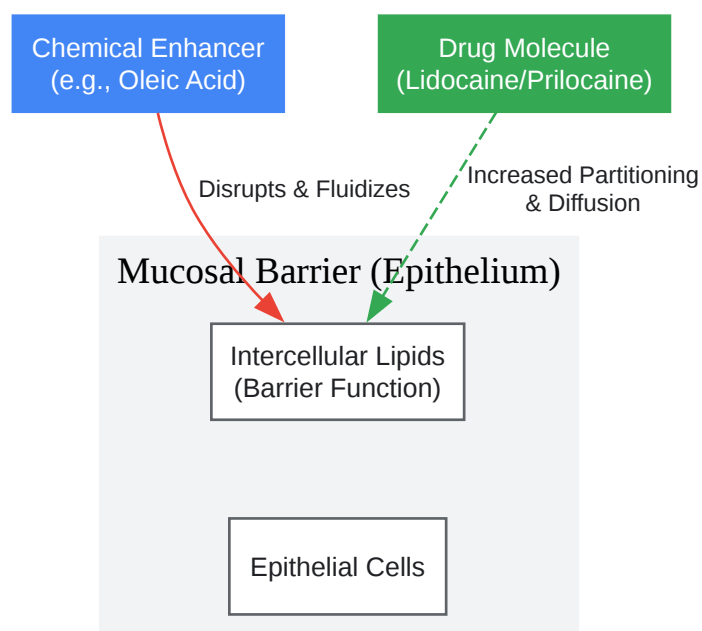 Chemical Enhancer
(e.g., Oleic Acid)
Drug Molecule
(Lidocaine/Prilocaine)
Disrupts & Fluidizes
Increased Partitioning
& Diffusion
Mucosal Barrier (Epithelium)
Intercellular Lipids
(Barrier Function)
Epithelial Cells